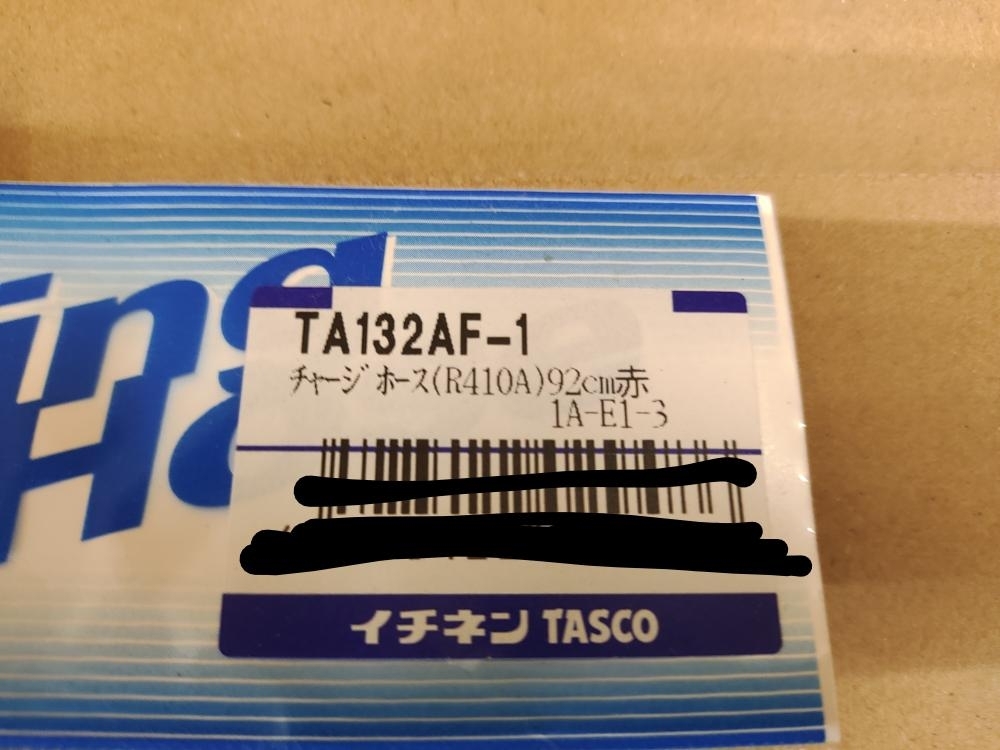 ing
TA132AF-1
チャージホース(R410A)92cm赤
1A-E1-3
イチネン TASCO